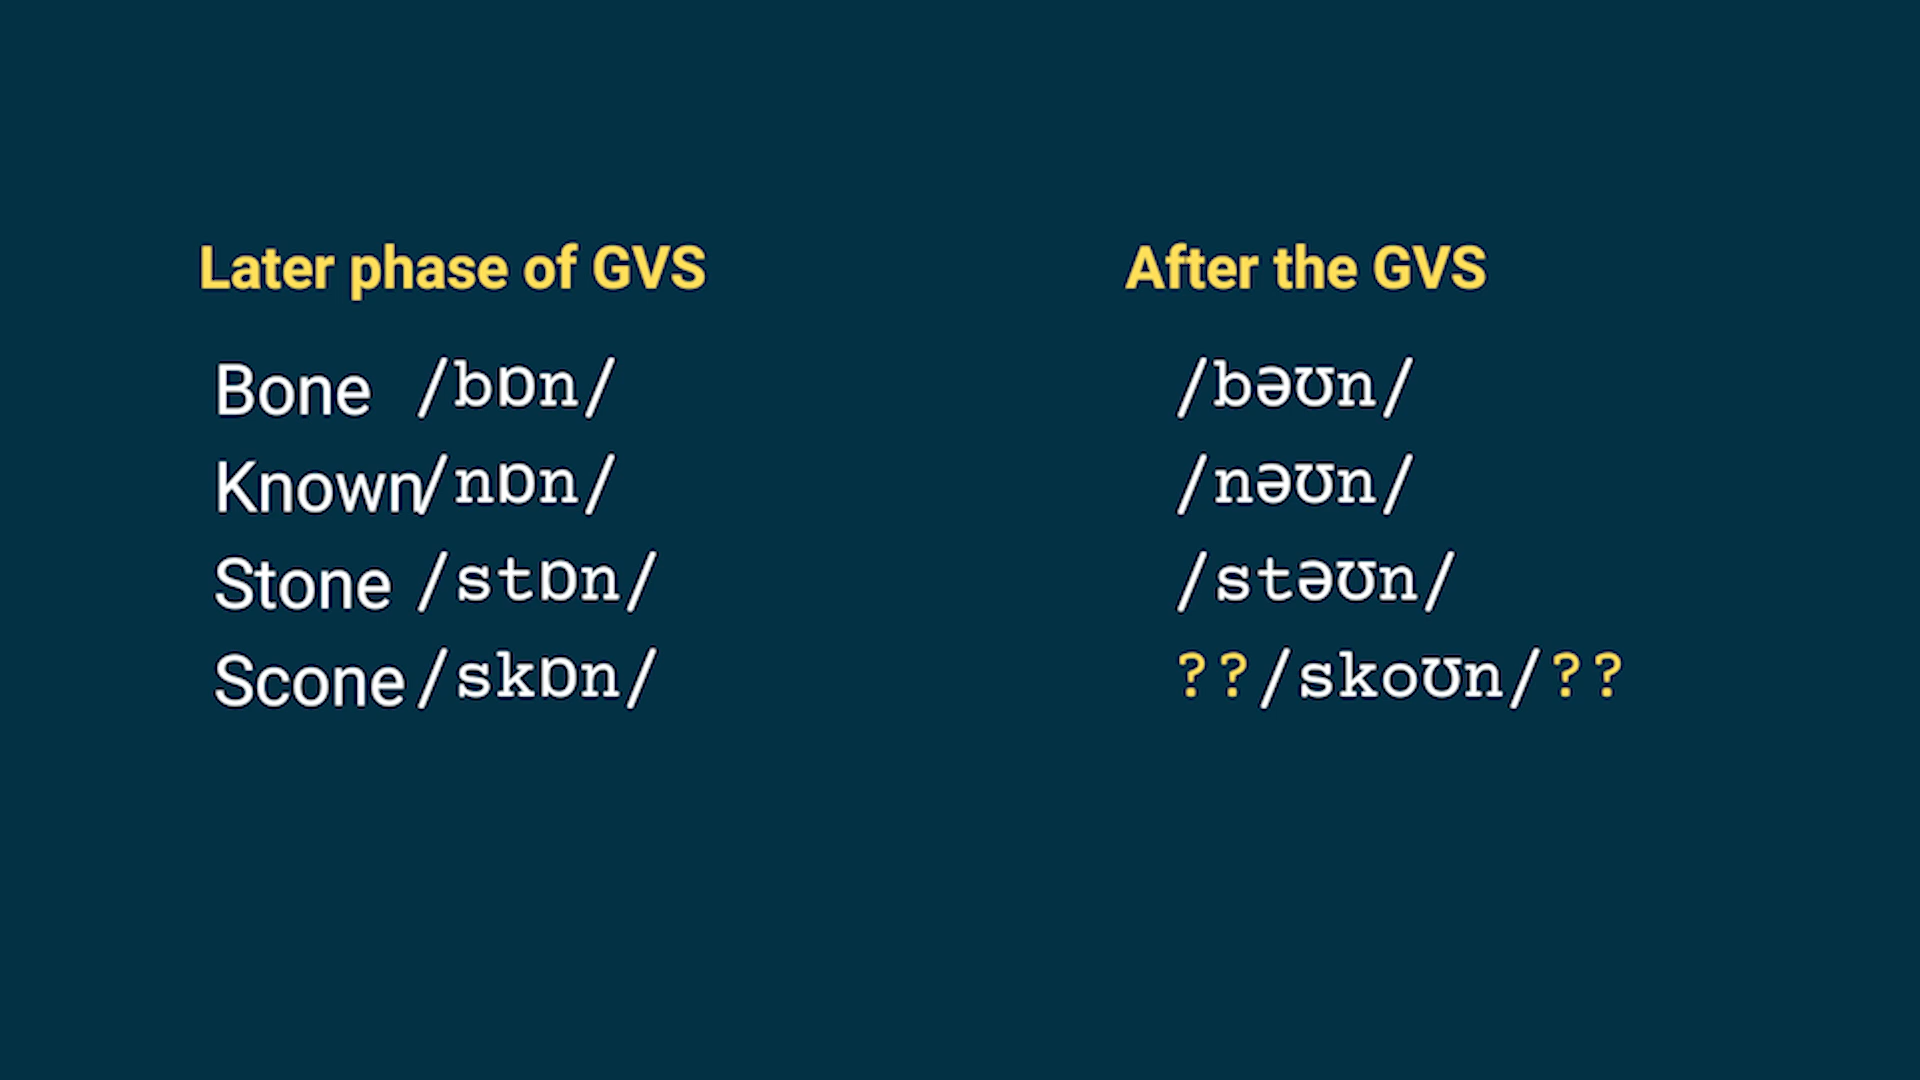 Later phase of GVS After the GVS
Bone /bɒn/ /bəʊn/
Known /nɒn/ /nəʊn/
Stone /stɒn/ /stəʊn/
Scone /skɒn/ ??/skoʊn/??